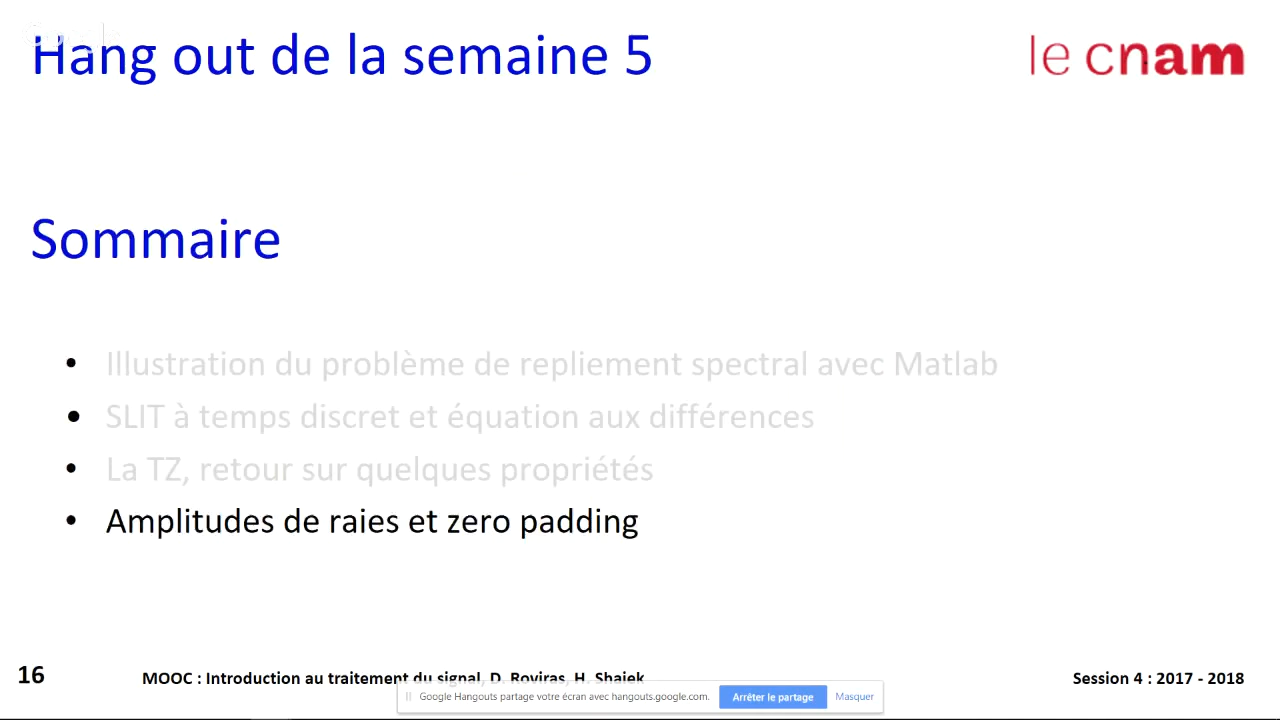 Hang out de la semaine 5
le cnam
Sommaire
• Illustration du problème de repliement spectral avec Matlab
• SLIT à temps discret et équation aux différences
• La TZ, retour sur quelques propriétés
• Amplitudes de raies et zero padding
16
MOOC : Introduction au traitement du signal, D. Roviras, H. Shaiek
Session 4 : 2017 - 2018
Google Hangouts partage votre écran avec hangouts.google.com.
Arrêter le partage
Masquer